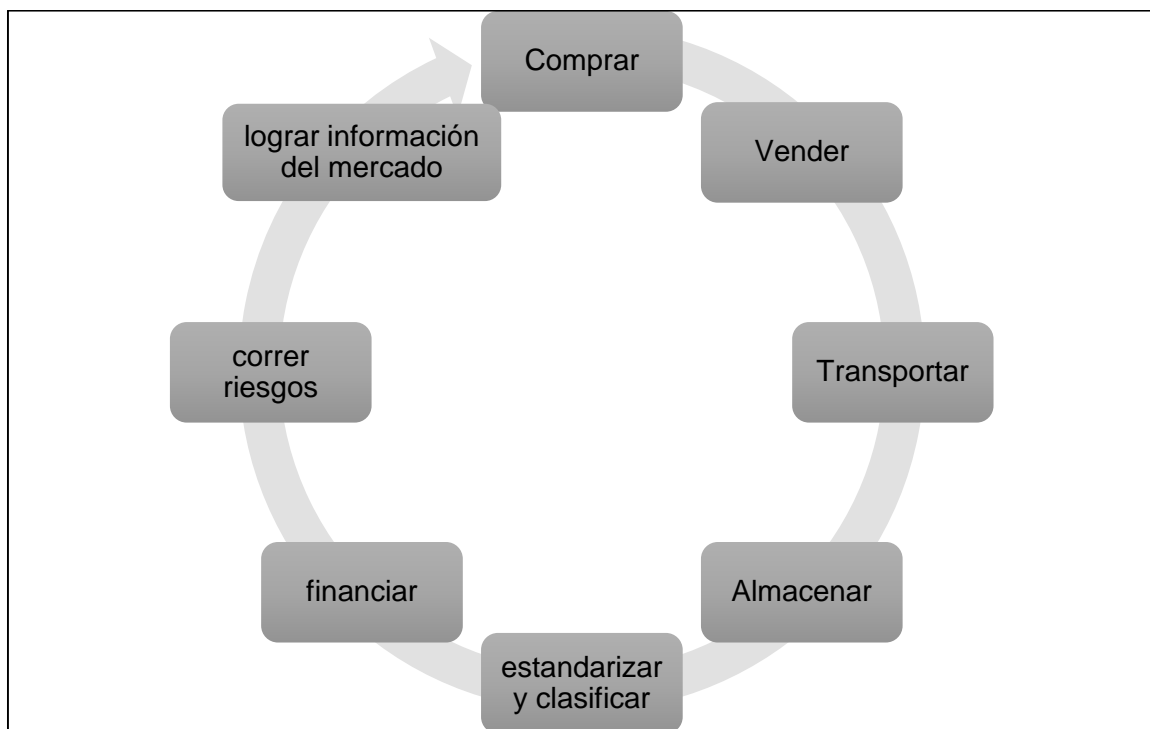 Comprar
Vender
Transportar
Almacenar
estandarizar
y clasificar
financiar
correr
riesgos
lograr información
del mercado